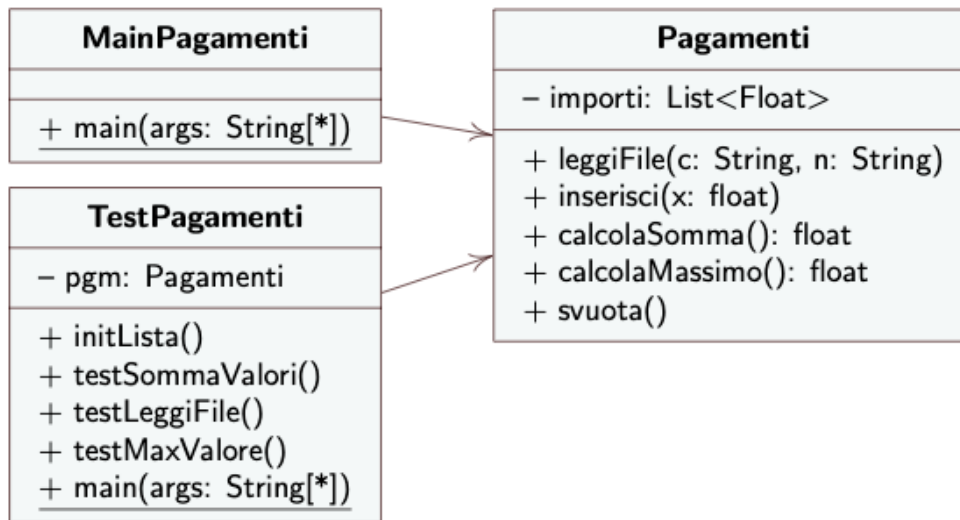 MainPagamenti
+ main(args: String[*])
TestPagamenti
– pgm: Pagamenti
+ initLista()
+ testSommaValori()
+ testLeggiFile()
+ testMaxValore()
+ main(args: String[*])
Pagamenti
– importi: List<Float>
+ leggiFile(c: String, n: String)
+ inserisci(x: float)
+ calcolaSomma(): float
+ calcolaMassimo(): float
+ svuota()